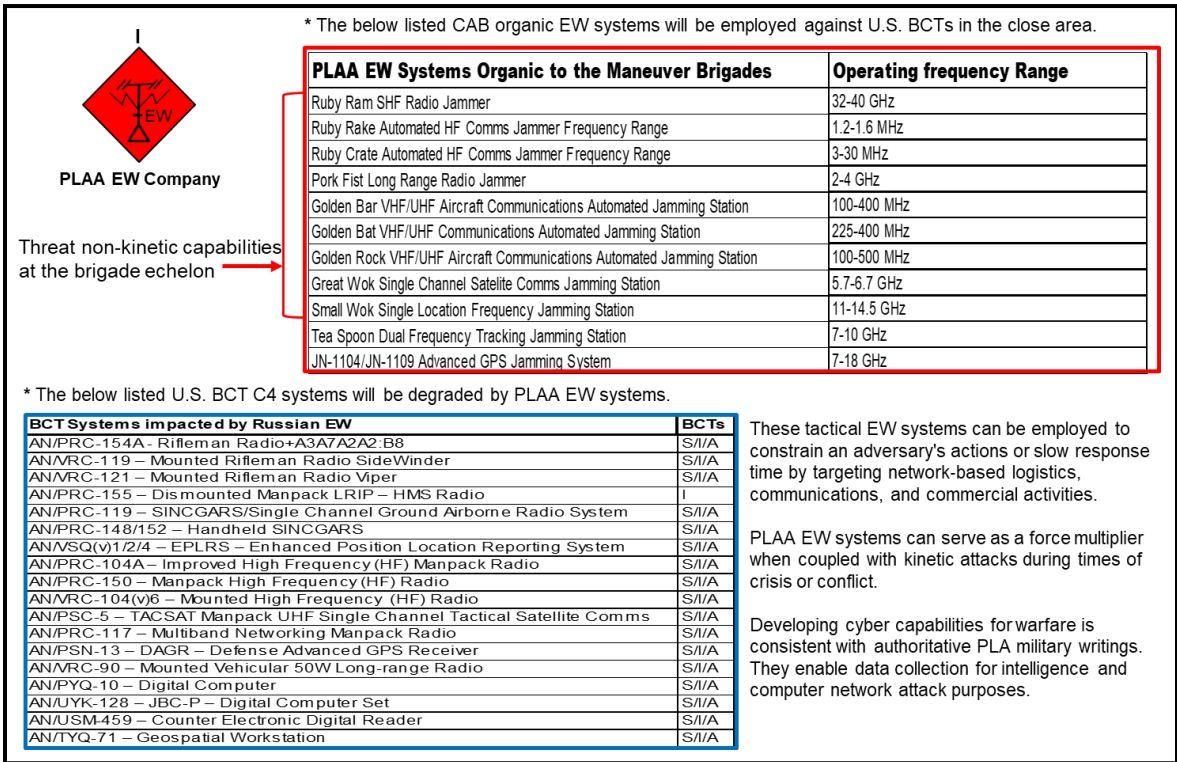 * The below listed CAB organic EW systems will be employed against U.S. BCTs in the close area.
I
EW
PLAA EW Company
Threat non-kinetic capabilities
at the brigade echelon
PLAA EW Systems Organic to the Maneuver Brigades Operating frequency Range
Ruby Ram SHF Radio Jammer 32-40 GHz
Ruby Rake Automated HF Comms Jammer Frequency Range 1.2-1.6 MHz
Ruby Crate Automated HF Comms Jammer Frequency Range 3-30 MHz
Pork Fist Long Range Radio Jammer 2-4 GHz
Golden Bar VHF/UHF Aircraft Communications Automated Jamming Station 100-400 MHz
Golden Bat VHF/UHF Communications Automated Jamming Station 225-400 MHz
Golden Rock VHF/UHF Aircraft Communications Automated Jamming Station 100-500 MHz
Great Wok Single Channel Satelite Comms Jamming Station 5.7-6.7 GHz
Small Wok Single Location Frequency Jamming Station 11-14.5 GHz
Tea Spoon Dual Frequency Tracking Jamming Station 7-10 GHz
JN-1104/JN-1109 Advanced GPS Jamming System 7-18 GHz
* The below listed U.S. BCT C4 systems will be degraded by PLAA EW systems.
BCT Systems impacted by Russian EW BCTs
AN/PRC-154A - Rifleman Radio+A3A7A2A2:B8 S/I/A
AN/VRC-119 – Mounted Rifleman Radio SideWinder S/I/A
AN/VRC-121 – Mounted Rifleman Radio Viper S/I/A
AN/PRC-155 – Dismounted Manpack LRIP – HMS Radio I
AN/PRC-119 – SINCGARS/Single Channel Ground Airborne Radio System S/I/A
AN/PRC-148/152 – Handheld SINCGARS S/I/A
AN/VSQ(v)1/2/4 – EPLRS – Enhanced Position Location Reporting System S/I/A
AN/PRC-104A – Improved High Frequency (HF) Manpack Radio S/I/A
AN/PRC-150 – Manpack High Frequency (HF) Radio S/I/A
AN/VRC-104(v)6 – Mounted High Frequency (HF) Radio S/I/A
AN/PSC-5 – TACSAT Manpack UHF Single Channel Tactical Satellite Comms S/I/A
AN/PRC-117 – Multiband Networking Manpack Radio S/I/A
AN/PSN-13 – DAGR – Defense Advanced GPS Receiver S/I/A
AN/VRC-90 – Mounted Vehicular 50W Long-range Radio S/I/A
AN/PYQ-10 – Digital Computer S/I/A
AN/UYK-128 – JBC-P – Digital Computer Set S/I/A
AN/USM-459 – Counter Electronic Digital Reader S/I/A
AN/TYQ-71 – Geospatial Workstation S/I/A
These tactical EW systems can be employed to
constrain an adversary's actions or slow response
time by targeting network-based logistics,
communications, and commercial activities.
PLAA EW systems can serve as a force multiplier
when coupled with kinetic attacks during times of
crisis or conflict.
Developing cyber capabilities for warfare is
consistent with authoritative PLA military writings.
They enable data collection for intelligence and
computer network attack purposes.